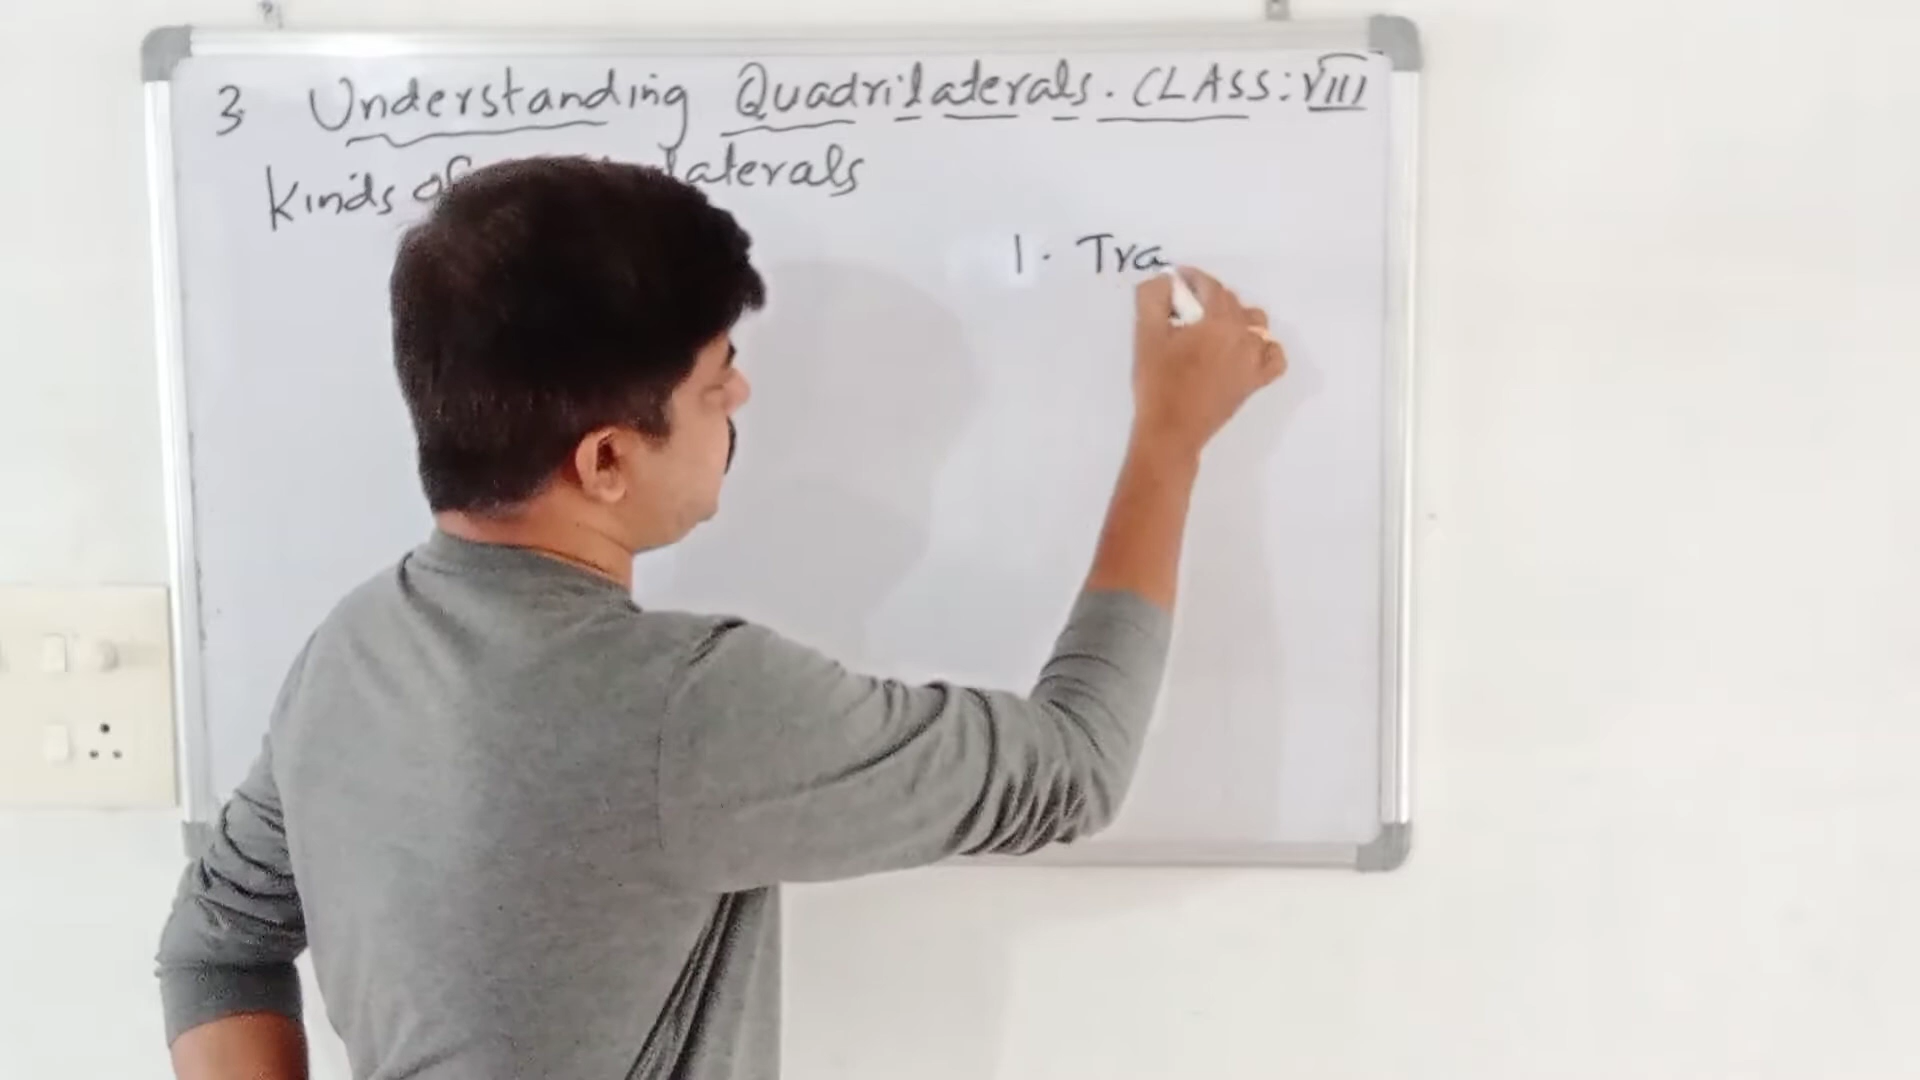 3 Understanding Quadrilaterals. CLASS: VIII
Kinds of laterals
1. Tra